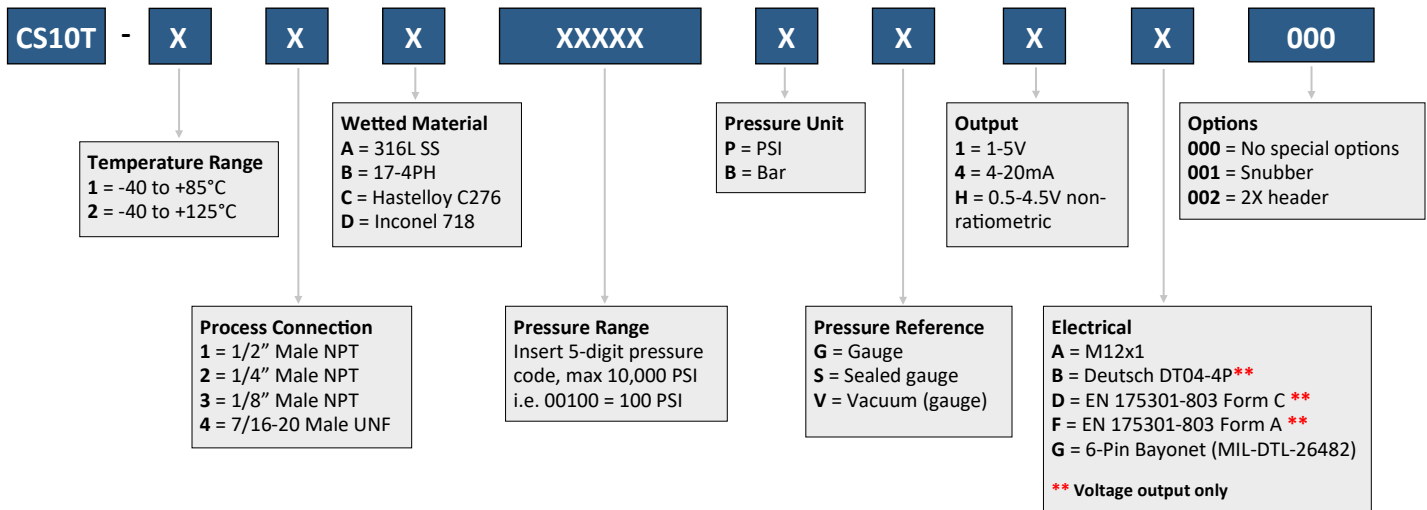 CS10T - X X X XXXXX X X X X 000
Temperature Range
1 = -40 to +85°C
2 = -40 to +125°C
Wetted Material
A = 316L SS
B = 17-4PH
C = Hastelloy C276
D = Inconel 718
Pressure Unit
P = PSI
B = Bar
Output
1 = 1-5V
4 = 4-20mA
H = 0.5-4.5V non-
ratiometric
Options
000 = No special options
001 = Snubber
002 = 2X header
Process Connection
1 = 1/2” Male NPT
2 = 1/4” Male NPT
3 = 1/8” Male NPT
4 = 7/16-20 Male UNF
Pressure Range
Insert 5-digit pressure
code, max 10,000 PSI
i.e. 00100 = 100 PSI
Pressure Reference
G = Gauge
S = Sealed gauge
V = Vacuum (gauge)
Electrical
A = M12x1
B = Deutsch DT04-4P**
D = EN 175301-803 Form C **
F = EN 175301-803 Form A **
G = 6-Pin Bayonet (MIL-DTL-26482)
** Voltage output only